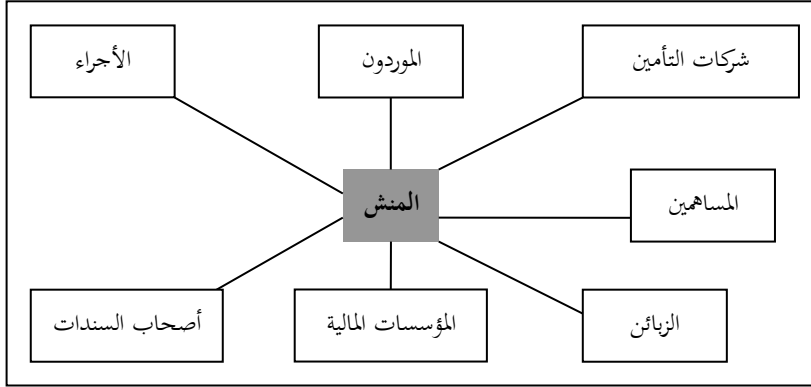 شركات التأمين
الموردون
الأجراء
المساهمين
المنش
الزبائن
المؤسسات المالية
أصحاب السندات